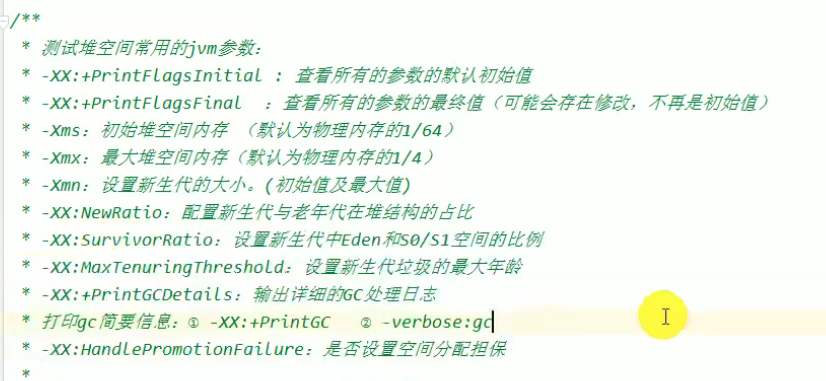 /**
* 测试堆空间常用的jvm参数：
* -XX:+PrintFlagsInitial : 查看所有的参数的默认初始值
* -XX:+PrintFlagsFinal ：查看所有的参数的最终值（可能会存在修改，不再是初始值）
* -Xms：初始堆空间内存 （默认为物理内存的1/64）
* -Xmx：最大堆空间内存（默认为物理内存的1/4）
* -Xmn：设置新生代的大小。(初始值及最大值)
* -XX:NewRatio：配置新生代与老年代在堆结构的占比
* -XX:SurvivorRatio：设置新生代中Eden和S0/S1空间的比例
* -XX:MaxTenuringThreshold：设置新生代垃圾的最大年龄
* -XX:+PrintGCDetails：输出详细的GC处理日志
* 打印gc简要信息：① -XX:+PrintGC ② -verbose:gc
* -XX:HandlePromotionFailure：是否设置空间分配担保
*